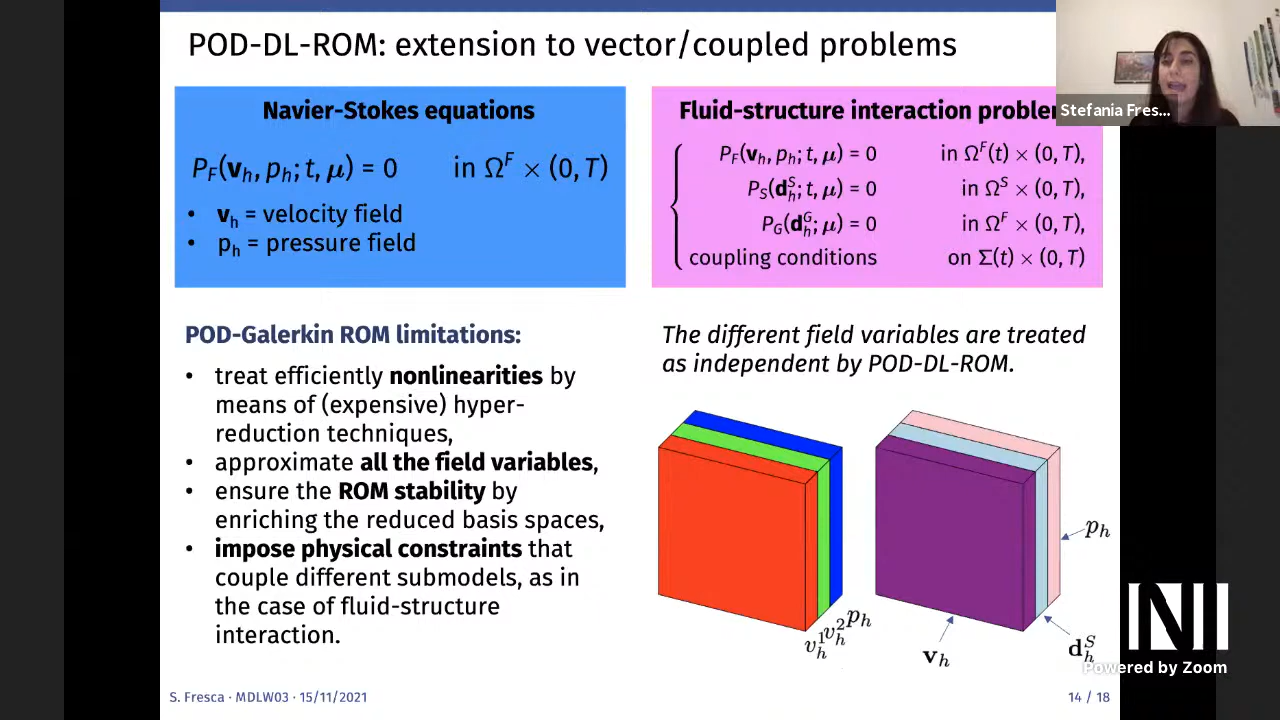 POD-DL-ROM: extension to vector/coupled problems
Stefania Fres...
Navier-Stokes equations
P_F(v_h, p_h; t, μ) = 0 in Ω^F × (0, T)
• v_h = velocity field
• p_h = pressure field
Fluid-structure interaction proble
P_F(v_h, p_h; t, μ) = 0 in Ω^F(t) × (0, T),
P_S(d_h^S; t, μ) = 0 in Ω^S × (0, T),
P_G(d_h^G; μ) = 0 in Ω^F × (0, T),
coupling conditions on Σ(t) × (0, T)
POD-Galerkin ROM limitations:
• treat efficiently nonlinearities by
means of (expensive) hyper-
reduction techniques,
• approximate all the field variables,
• ensure the ROM stability by
enriching the reduced basis spaces,
• impose physical constraints that
couple different submodels, as in
the case of fluid-structure
interaction.
The different field variables are treated
as independent by POD-DL-ROM.
v_h^1 v_h^2 p_h
p_h
v_h
d_h^S
NI
Powered by Zoom
S. Fresca · MDLW03 · 15/11/2021
14 / 18